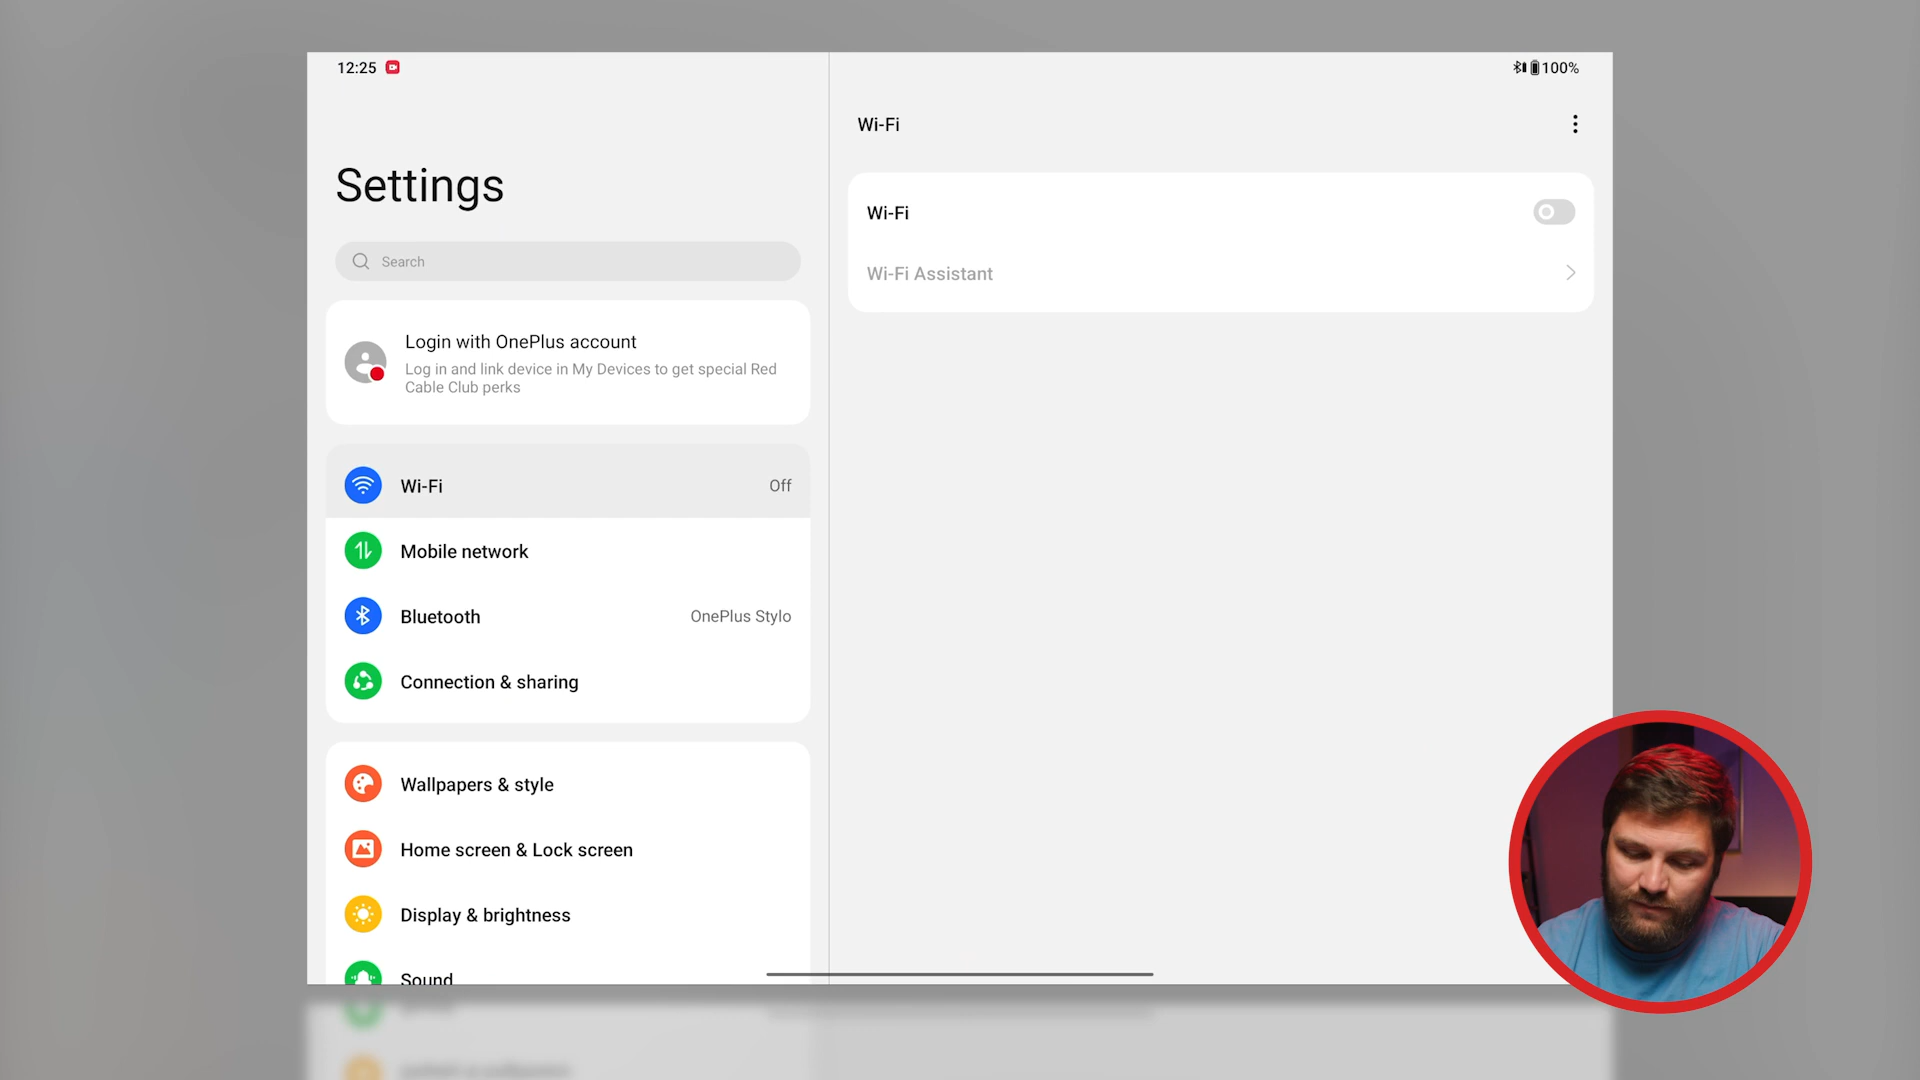 12:25
100%
Wi-Fi
Settings
Search
Wi-Fi
Wi-Fi Assistant
Login with OnePlus account
Log in and link device in My Devices to get special Red
Cable Club perks
Wi-Fi
Off
Mobile network
Bluetooth
OnePlus Stylo
Connection & sharing
Wallpapers & style
Home screen & Lock screen
Display & brightness
Sound